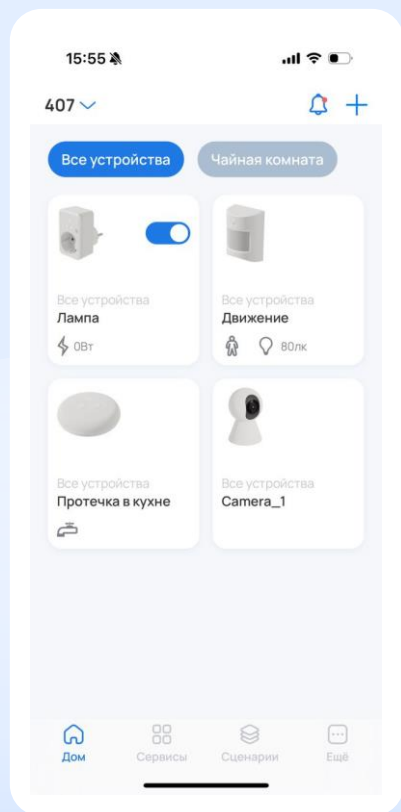 15:55
407
Все устройства
Чайная комната
Все устройства
Лампа
0Вт
Все устройства
Движение
80лк
Все устройства
Протечка в кухне
Все устройства
Camera_1
Дом
Сервисы
Сценарии
Ещё